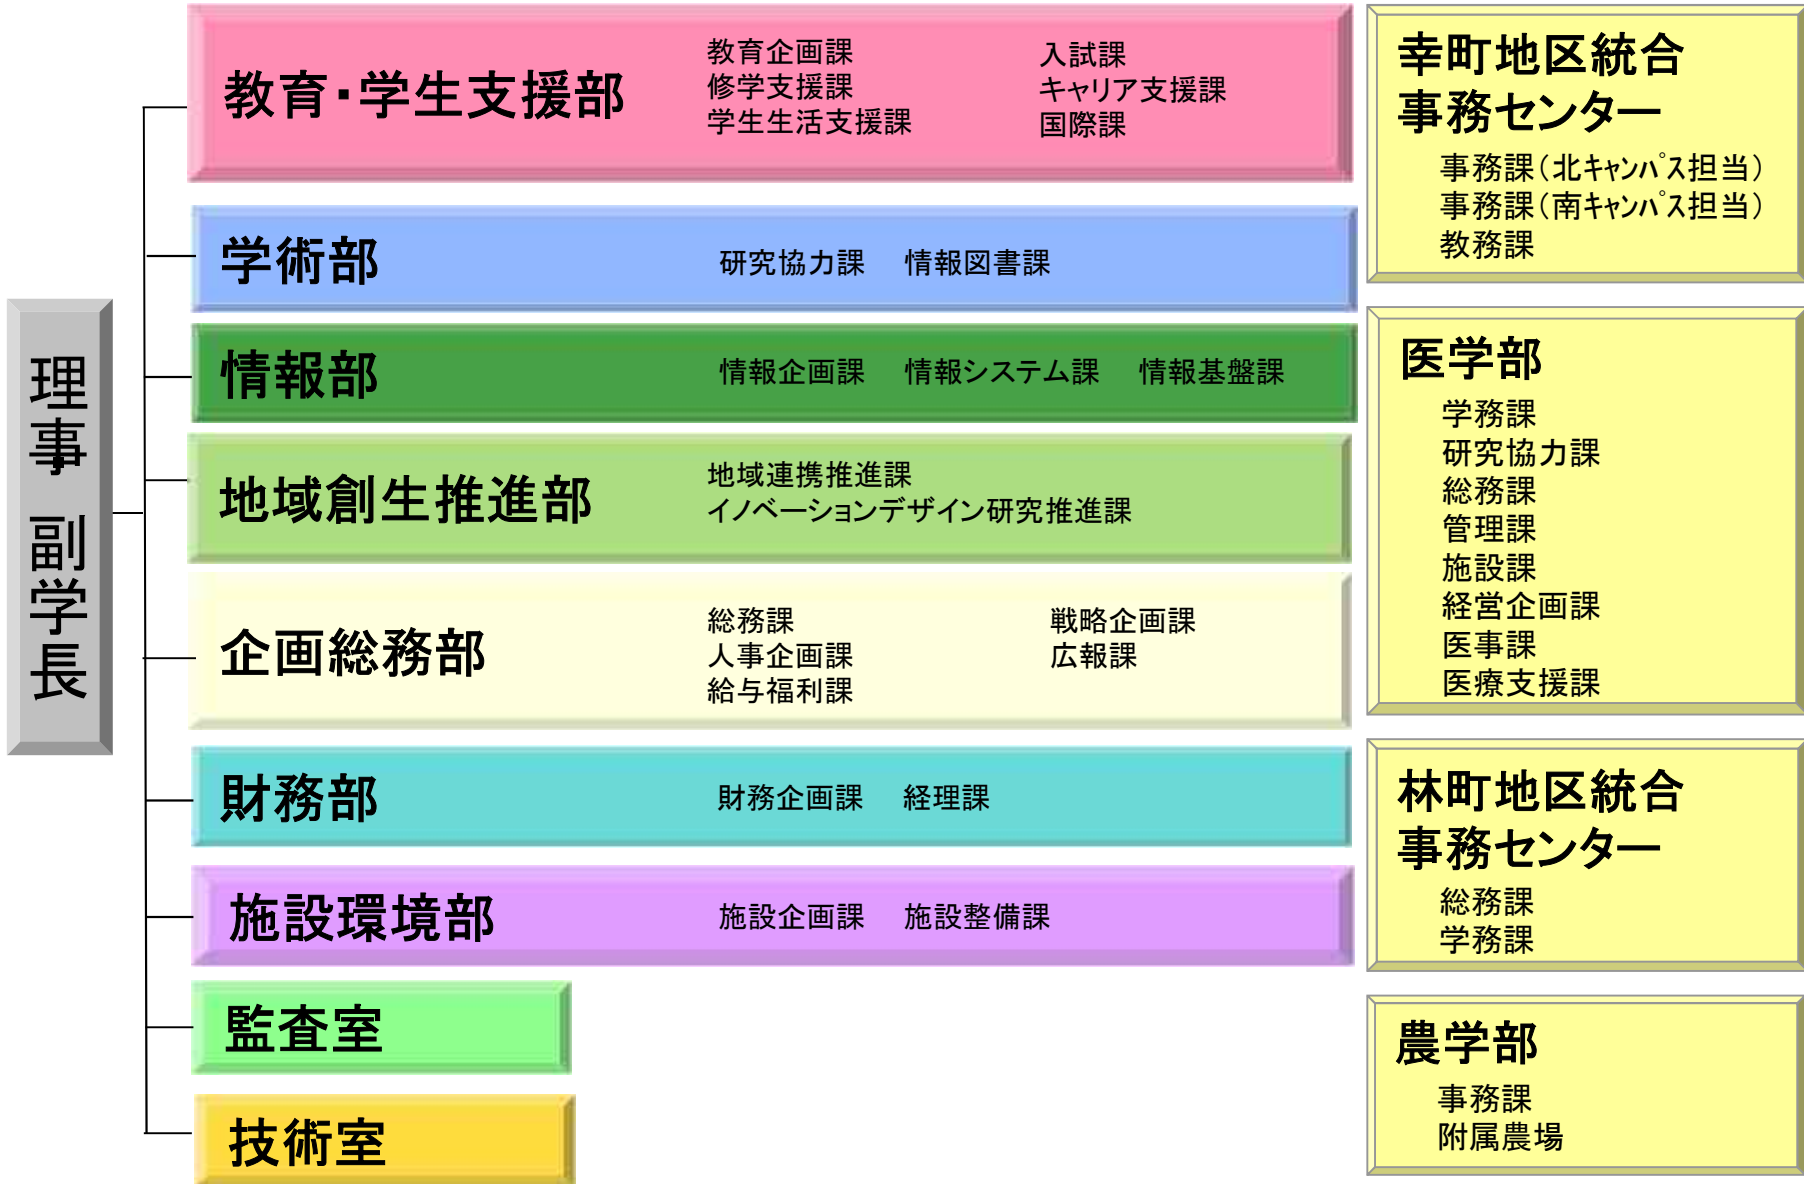 理事 副学長
教育・学生支援部
教育企画課
修学支援課
学生生活支援課
入試課
キャリア支援課
国際課
学術部
研究協力課 情報図書課
情報部
情報企画課 情報システム課 情報基盤課
地域創生推進部
地域連携推進課
イノベーションデザイン研究推進課
企画総務部
総務課
人事企画課
給与福利課
戦略企画課
広報課
財務部
財務企画課 経理課
施設環境部
施設企画課 施設整備課
監査室
技術室
幸町地区統合
事務センター
事務課(北ｷｬﾝﾊﾟｽ担当)
事務課(南ｷｬﾝﾊﾟｽ担当)
教務課
医学部
学務課
研究協力課
総務課
管理課
施設課
経営企画課
医事課
医療支援課
林町地区統合
事務センター
総務課
学務課
農学部
事務課
附属農場